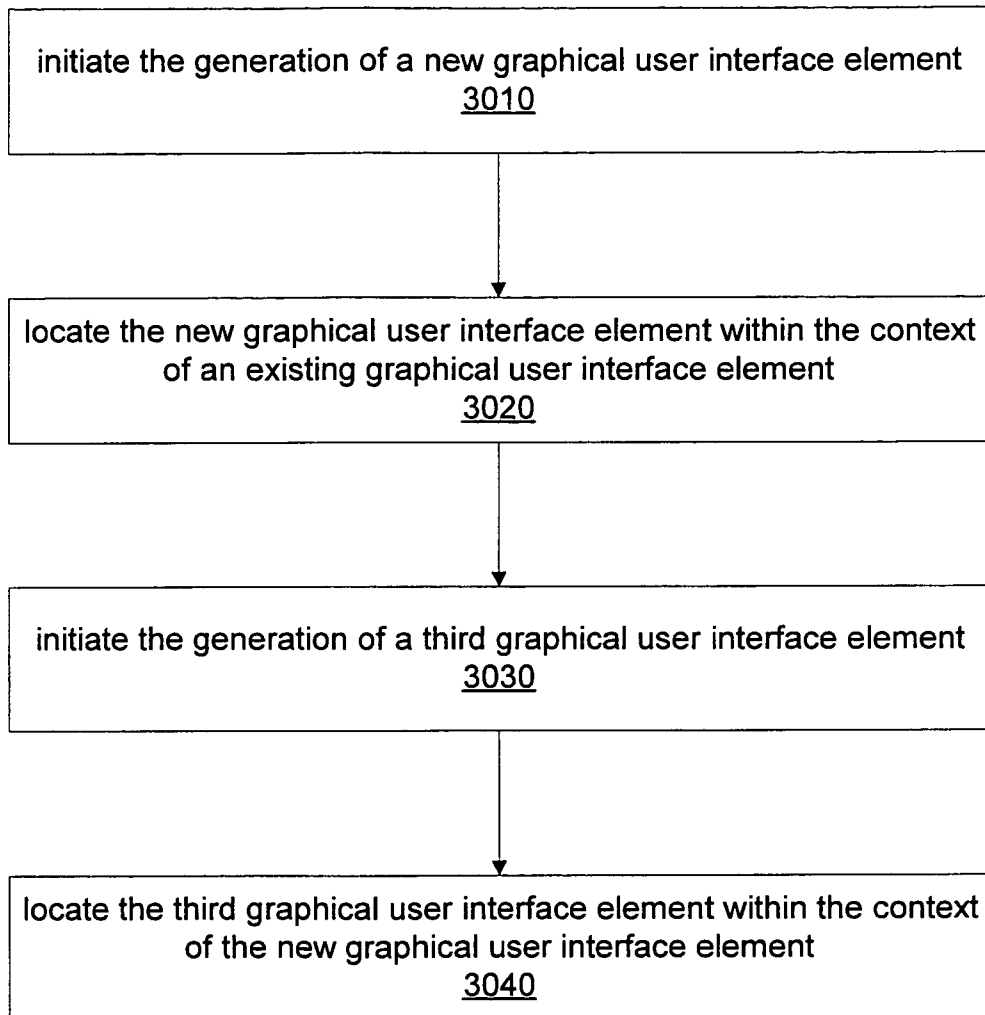 initiate the generation of a new graphical user interface element
3010
locate the new graphical user interface element within the context
of an existing graphical user interface element
3020
initiate the generation of a third graphical user interface element
3030
locate the third graphical user interface element within the context
of the new graphical user interface element
3040